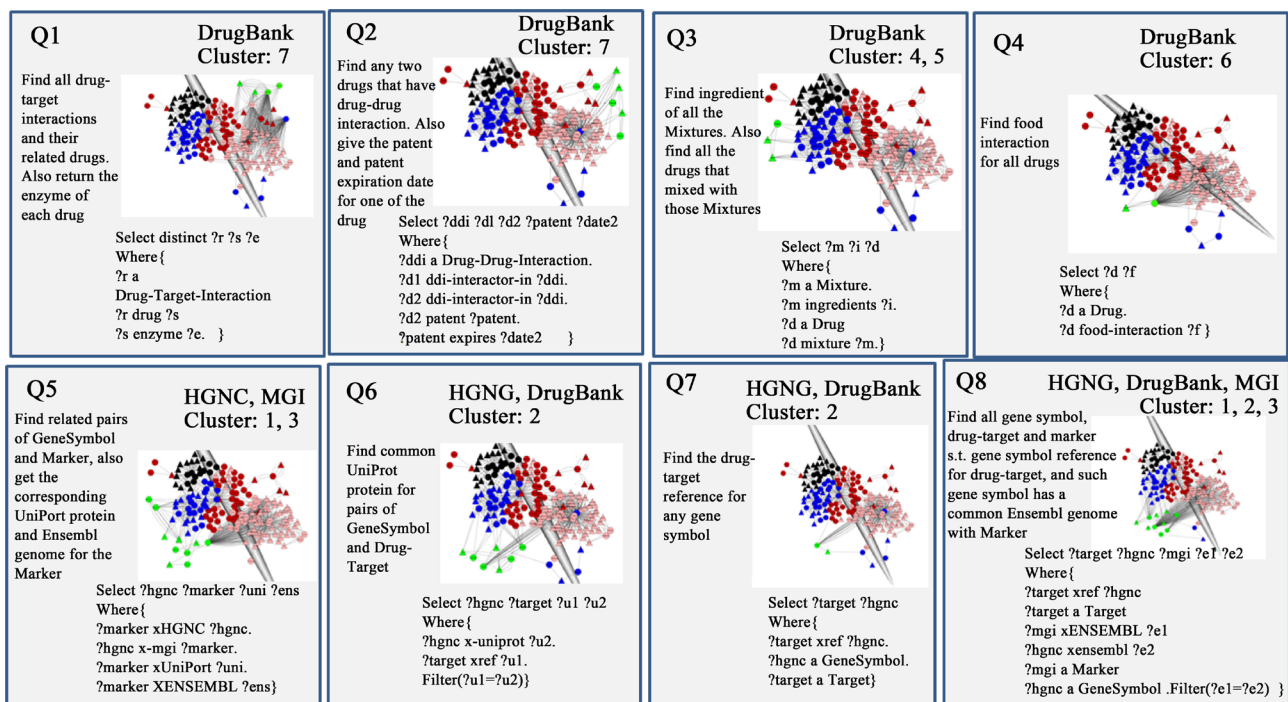 Q1
DrugBank
Cluster: 7
Find all drug-
target
interactions
and their
related drugs.
Also return the
enzyme of
each drug
Select distinct ?r ?s ?e
Where{
?r a
Drug-Target-Interaction
?r drug ?s
?s enzyme ?e. }
Q2
DrugBank
Cluster: 7
Find any two
drugs that have
drug-drug
interaction. Also
give the patent
and patent
expiration date
for one of the
drug
Select ?ddi ?d1 ?d2 ?patent ?date2
Where{
?ddi a Drug-Drug-Interaction.
?d1 ddi-interactor-in ?ddi.
?d2 ddi-interactor-in ?ddi.
?d2 patent ?patent.
?patent expires ?date2 }
Q3
DrugBank
Cluster: 4, 5
Find ingredient
of all the
Mixtures. Also
find all the
drugs that
mixed with
those Mixtures
Select ?m ?i ?d
Where{
?m a Mixture.
?m ingredients ?i.
?d a Drug
?d mixture ?m.}
Q4
DrugBank
Cluster: 6
Find food
interaction
for all drugs
Select ?d ?f
Where{
?d a Drug.
?d food-interaction ?f }
Q5
HGNC, MGI
Cluster: 1, 3
Find related pairs
of GeneSymbol
and Marker, also
get the
corresponding
UniPort protein
and Ensembl
genome for the
Marker
Select ?hgnc ?marker ?uni ?ens
Where{
?marker xHGNC ?hgnc.
?hgnc x-mgi ?marker.
?marker xUniPort ?uni.
?marker XENSEMBL ?ens}
Q6
HGNG, DrugBank
Cluster: 2
Find common
UniProt
protein for
pairs of
GeneSymbol
and Drug-
Target
Select ?hgnc ?target ?u1 ?u2
Where{
?hgnc x-uniprot ?u2.
?target xref ?u1.
Filter(?u1=?u2)}
Q7
HGNG, DrugBank
Cluster: 2
Find the drug-
target
reference for
any gene
symbol
Select ?target ?hgnc
Where{
?target xref ?hgnc.
?hgnc a GeneSymbol.
?target a Target}
Q8
HGNG, DrugBank, MGI
Cluster: 1, 2, 3
Find all gene symbol,
drug-target and marker
s.t. gene symbol reference
for drug-target, and such
gene symbol has a
common Ensembl genome
with Marker
Select ?target ?hgnc ?mgi ?e1 ?e2
Where{
?target xref ?hgnc
?target a Target
?mgi xENSEMBL ?e1
?hgnc xensembl ?e2
?mgi a Marker
?hgnc a GeneSymbol .Filter(?e1=?e2) }